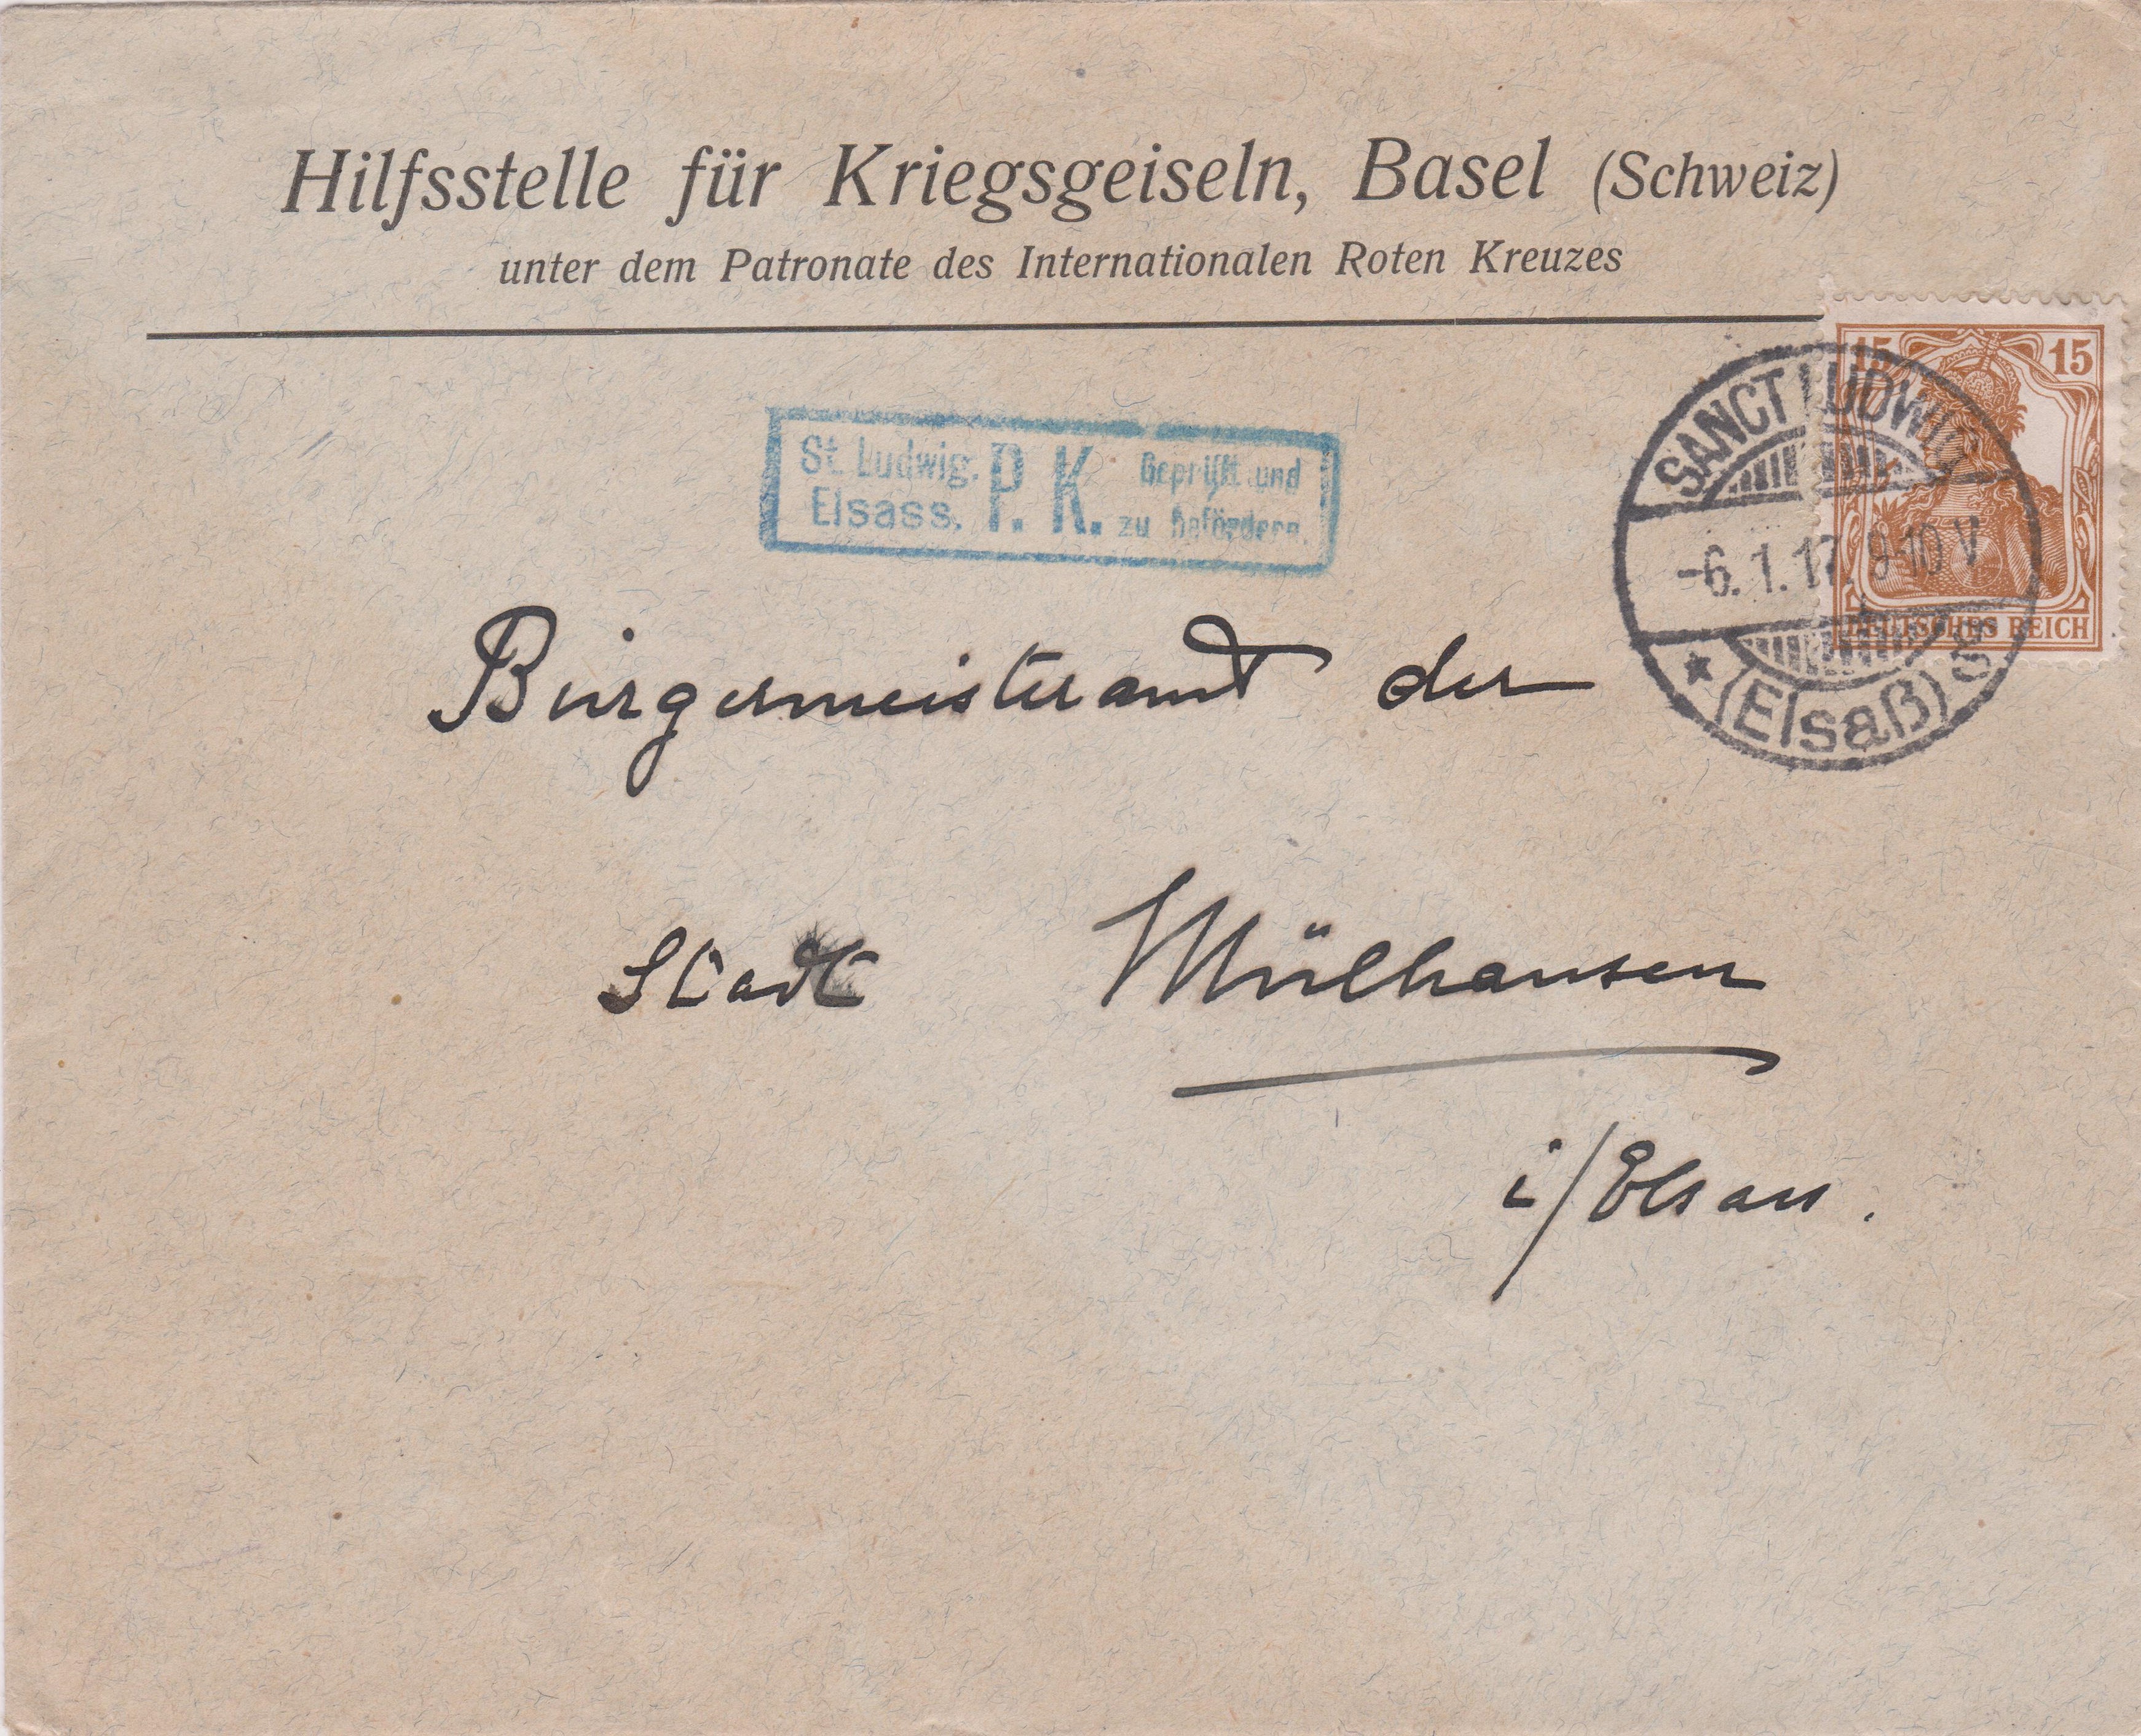 Hilfsstelle für Kriegsgeiseln, Basel (Schweiz)
unter dem Patronate des Internationalen Roten Kreuzes
15 15
DEUTSCHES REICH
SANCT LUDWIG
-6.1.17. 9-10 V
* (Elsaß) S
St. Ludwig. P. K. Geprüft und
Elsass. zu befördern.
Bürgermeisteramt der
Stadt Mülhausen
i/Elsass.